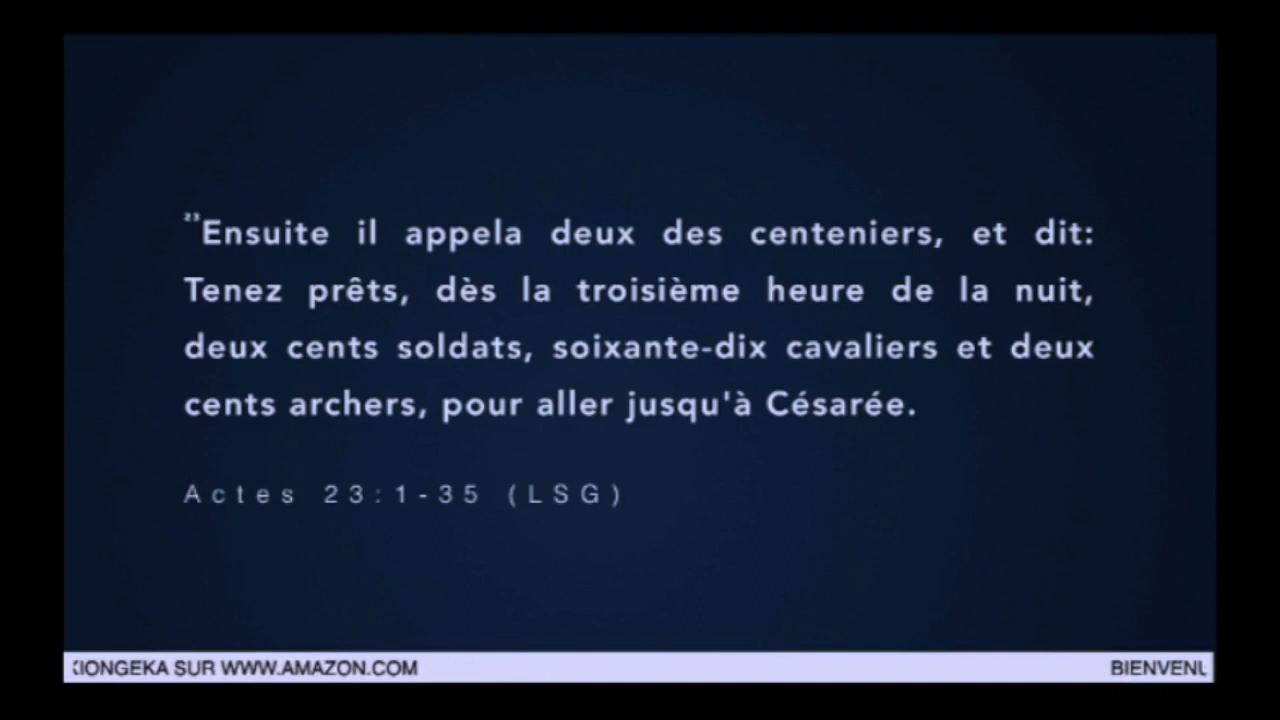 ²³Ensuite il appela deux des centeniers, et dit:
Tenez prêts, dès la troisième heure de la nuit,
deux cents soldats, soixante-dix cavaliers et deux
cents archers, pour aller jusqu'à Césarée.
Actes 23:1-35 (LSG)
IONGEKA SUR WWW.AMAZON.COM BIENVENU